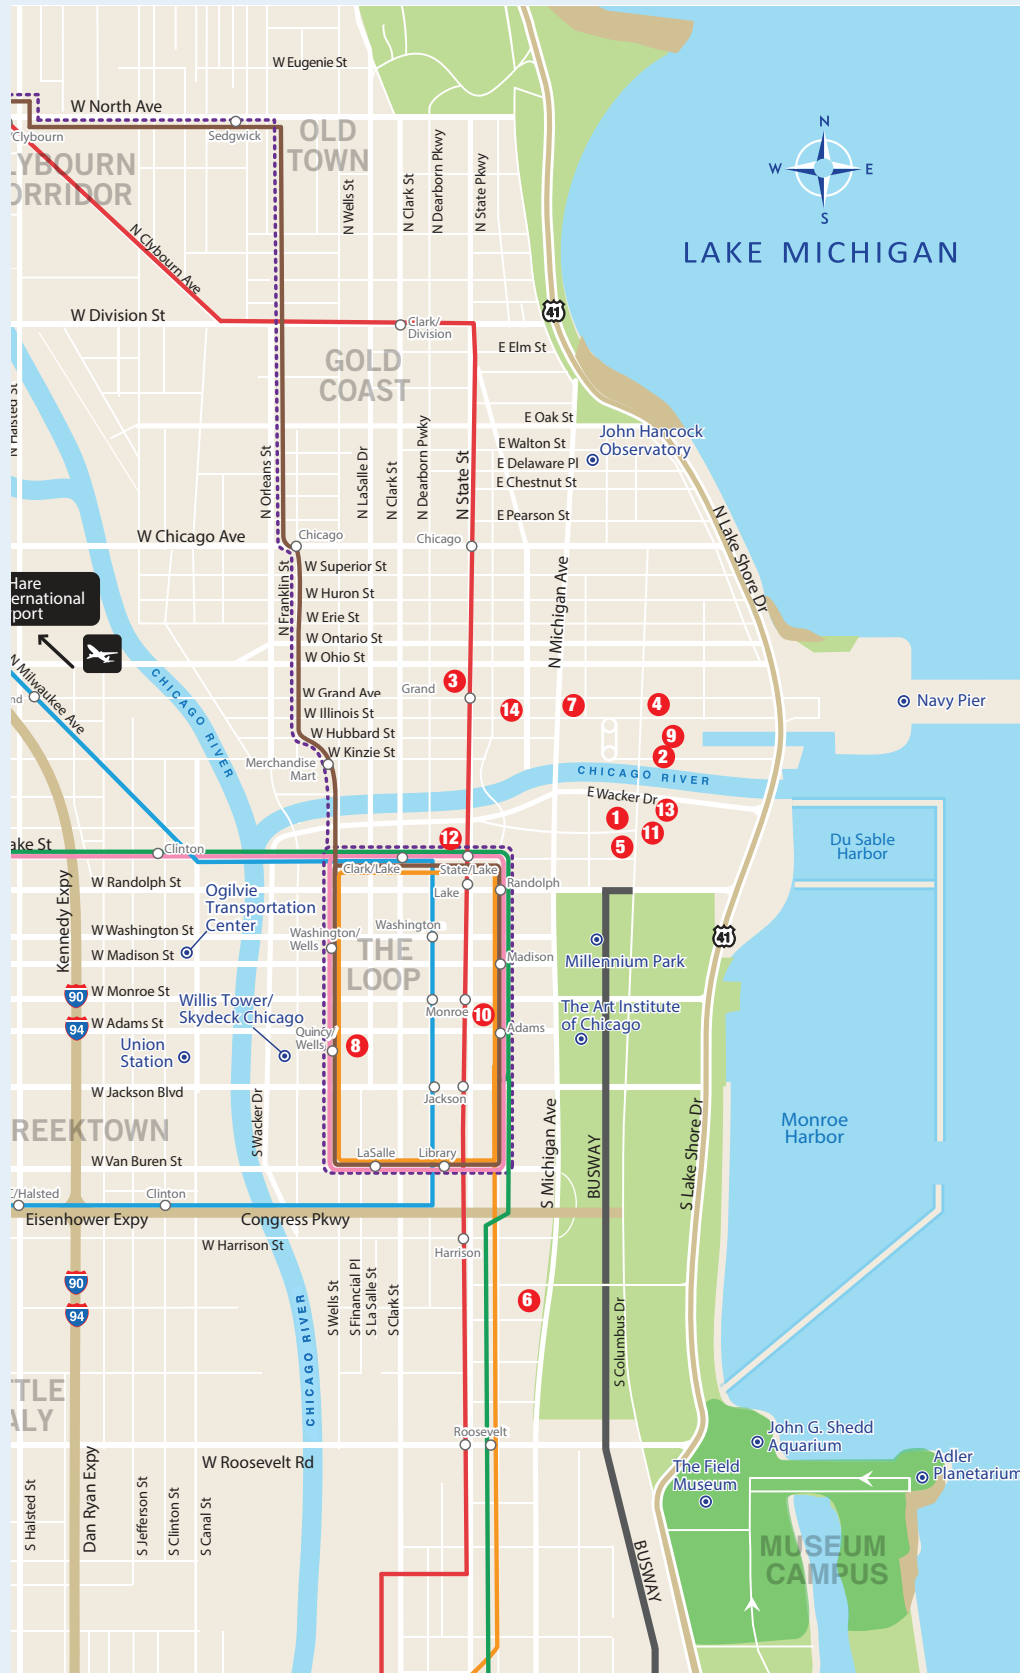 W Eugenie St
W North Ave
Clybourn
Sedgwick
OLD
TOWN
LYBOURN
ORRIDOR
N Clybourn Ave
N Wells St
N Clark St
N Dearborn Pkwy
N State Pkwy
N
W
E
S
LAKE MICHIGAN
W Division St
Clark/
Division
41
E Elm St
GOLD
COAST
N Halsted St
E Oak St
John Hancock
Observatory
E Walton St
E Delaware Pl
E Chestnut St
E Pearson St
N Orleans St
N LaSalle Dr
N Clark St
N Dearborn Pwky
N State St
N Lake Shore Dr
W Chicago Ave
Chicago
Chicago
W Superior St
W Huron St
W Erie St
W Ontario St
W Ohio St
N Franklin St
N Michigan Ave
Hare
ernational
port
N Milwaukee Ave
nd
CHICAGO RIVER
W Grand Ave
Grand
3
W Illinois St
14
7
4
Navy Pier
W Hubbard St
9
W Kinzie St
2
Merchandise
Mart
CHICAGO RIVER
E Wacker Dr
13
1
11
5
12
ake St
Clinton
Du Sable
Harbor
Clark/Lake
State/Lake
Lake
Randolph
W Randolph St
Kennedy Expy
Ogilvie
Transportation
Center
W Washington St
W Madison St
Washington/
Wells
Washington
THE
LOOP
Madison
Millennium Park
41
90
W Monroe St
Willis Tower/
Skydeck Chicago
Monroe
10
The Art Institute
of Chicago
94
W Adams St
Quincy/
Wells
8
Adams
Union
Station
W Jackson Blvd
Jackson
S Wacker Dr
S Michigan Ave
BUSWAY
S Lake Shore Dr
Monroe
Harbor
REEKTOWN
W Van Buren St
LaSalle
Library
C/Halsted
Clinton
Eisenhower Expy
Congress Pkwy
W Harrison St
Harrison
90
94
CHICAGO RIVER
S Wells St
S Financial Pl
S La Salle St
S Clark St
6
S Columbus Dr
TTLE
ALY
Roosevelt
W Roosevelt Rd
John G. Shedd
Aquarium
The Field
Museum
Adler
Planetarium
S Halsted St
Dan Ryan Expy
S Jefferson St
S Clinton St
S Canal St
BUSWAY
MUSEUM
CAMPUS